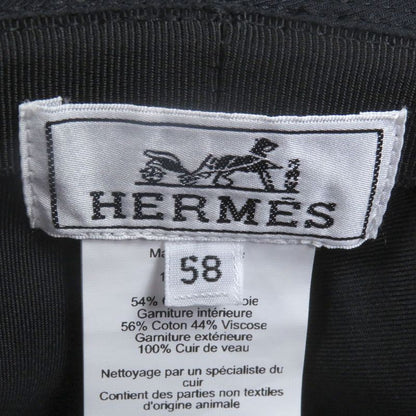 HERMÈS
58
54%
Garniture intérieure
56% Coton 44% Viscose
Garniture extérieure
100% Cuir de veau
Nettoyage par un spécialiste du
cuir
Contient des parties non textiles
d'origine animale